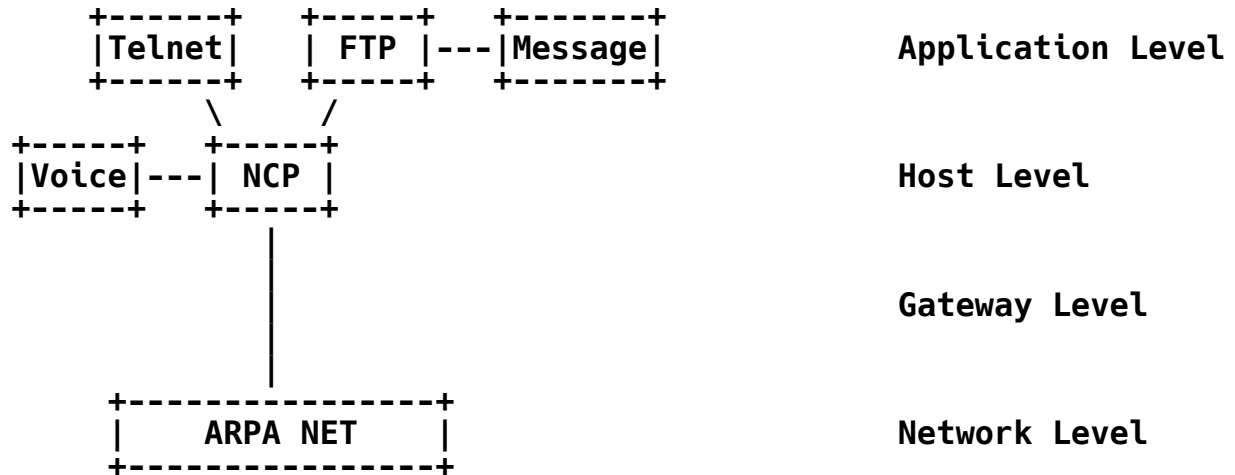 Telnet FTP Message Application Level
Voice NCP Host Level
Gateway Level
ARPA NET Network Level